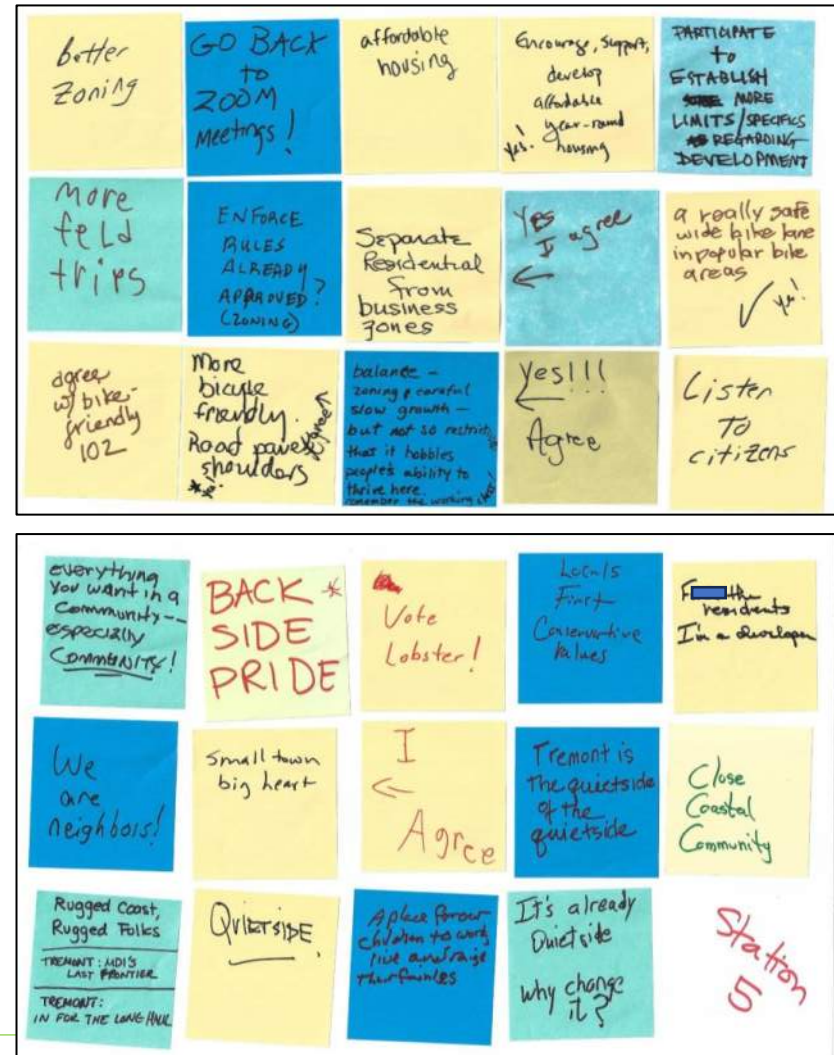 better
Zoning
GO BACK
to
ZOOM
Meetings!
affordable
housing
Encourage, support,
develop
affordable
year-round
yes! housing
PARTICIPATE
to
ESTABLISH
MORE
LIMITS/SPECIFICS
REGARDING
DEVELOPMENT
More
feld
trips
ENFORCE
RULES
ALREADY
APPROVED?
(ZONING)
Separate
Residential
from
business
zones
Yes
I agree
←
a really safe
wide bike lane
in popular bike
areas
✓ yes!
agree
w/ bike-
friendly
102
More
bicycle
friendly.
Road paved
shoulders
agree
balance –
zoning & careful
slow growth –
but not so restrictive
that it hobbles
people's ability to
thrive here.
remember the working class!
Yes!!!
←
Agree
Listen
To
citizens
everything
You want in a
Community --
especially
COMMUNITY!
BACK *
SIDE
PRIDE
Vote
Lobster!
Locals
First
Conservative
Values
the
residents
I'm a developer
We
are
neighbors!
Small town
big heart
I
←
Agree
Tremont is
the quietside
of the
quietside
Close
Coastal
Community
Rugged Coast,
Rugged Folks
TREMONT: MDI'S
LAST FRONTIER
TREMONT:
IN FOR THE LONG HAUL
QUIETSIDE
A place for our
children to work
live and raise
their families
It's already
Quietside
why change
it?
Station
5